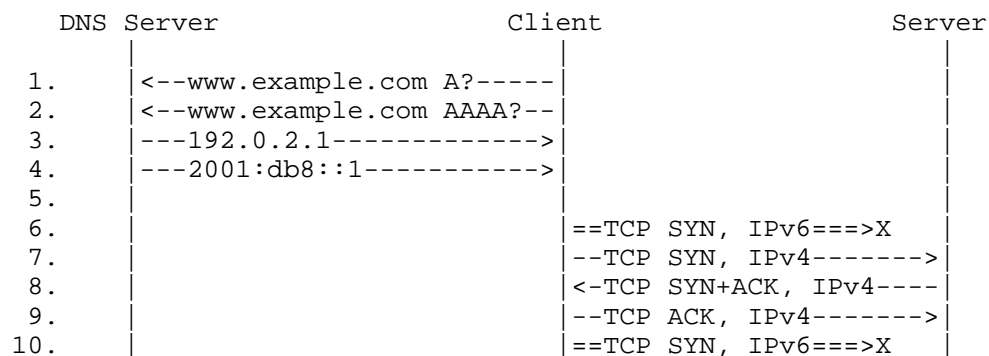 DNS Server                  Client                  Server
      |                           |                       |
 1.   |<--www.example.com A?-----|                       |
 2.   |<--www.example.com AAAA?--|                       |
 3.   |---192.0.2.1------------->|                       |
 4.   |---2001:db8::1----------->|                       |
 5.   |                          |                       |
 6.   |                          |==TCP SYN, IPv6===>X   |
 7.   |                          |--TCP SYN, IPv4------->|
 8.   |                          |<-TCP SYN+ACK, IPv4----|
 9.   |                          |--TCP ACK, IPv4------->|
10.   |                          |==TCP SYN, IPv6===>X   |